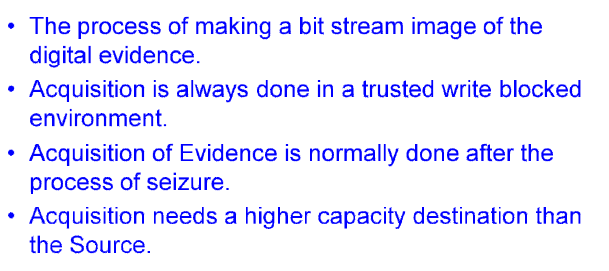 • The process of making a bit stream image of the
digital evidence.
• Acquisition is always done in a trusted write blocked
environment.
• Acquisition of Evidence is normally done after the
process of seizure.
• Acquisition needs a higher capacity destination than
the Source.